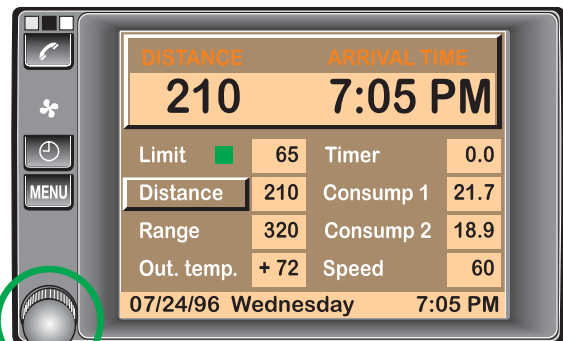 DISTANCE ARRIVAL TIME
210 7:05 PM
Limit 65 Timer 0.0
Distance 210 Consump 1 21.7
Range 320 Consump 2 18.9
Out. temp. + 72 Speed 60
07/24/96 Wednesday 7:05 PM
MENU